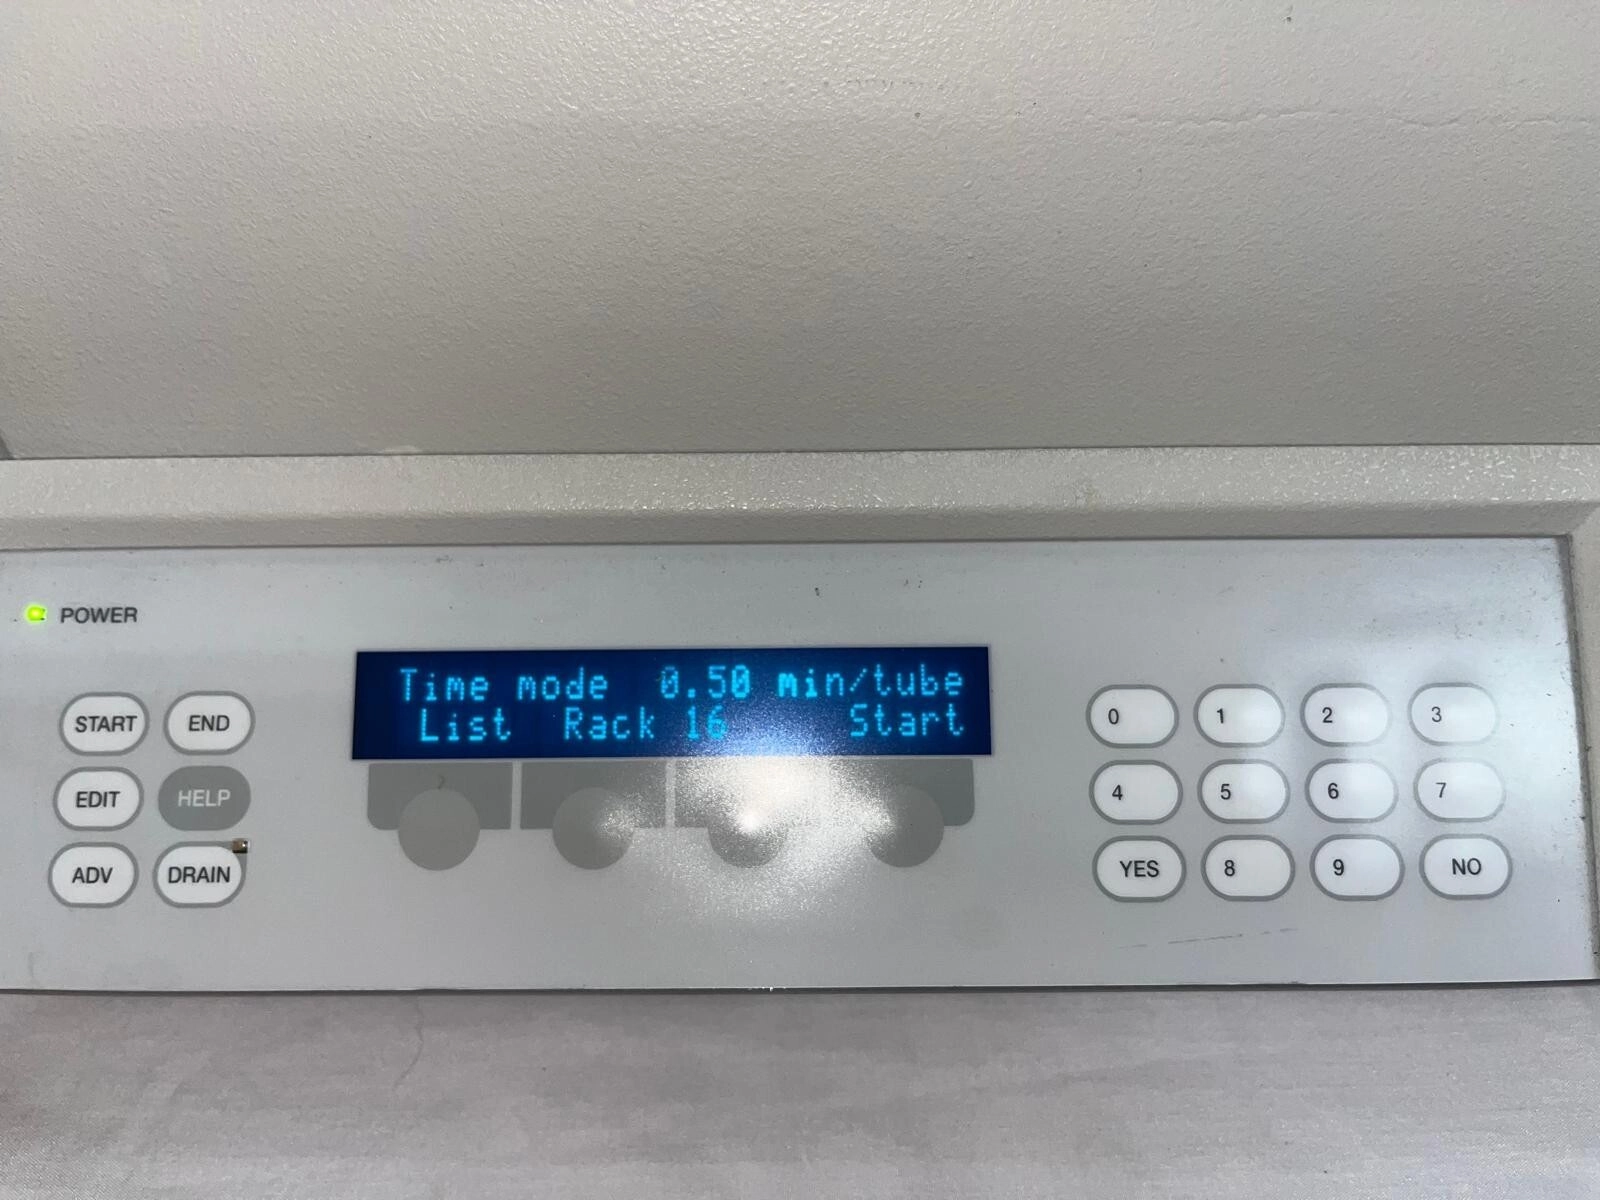 POWER
Time mode 0.50 min/tube
List Rack 16 Start
START END
EDIT HELP
ADV DRAIN
0 1 2 3
4 5 6 7
YES 8 9 NO